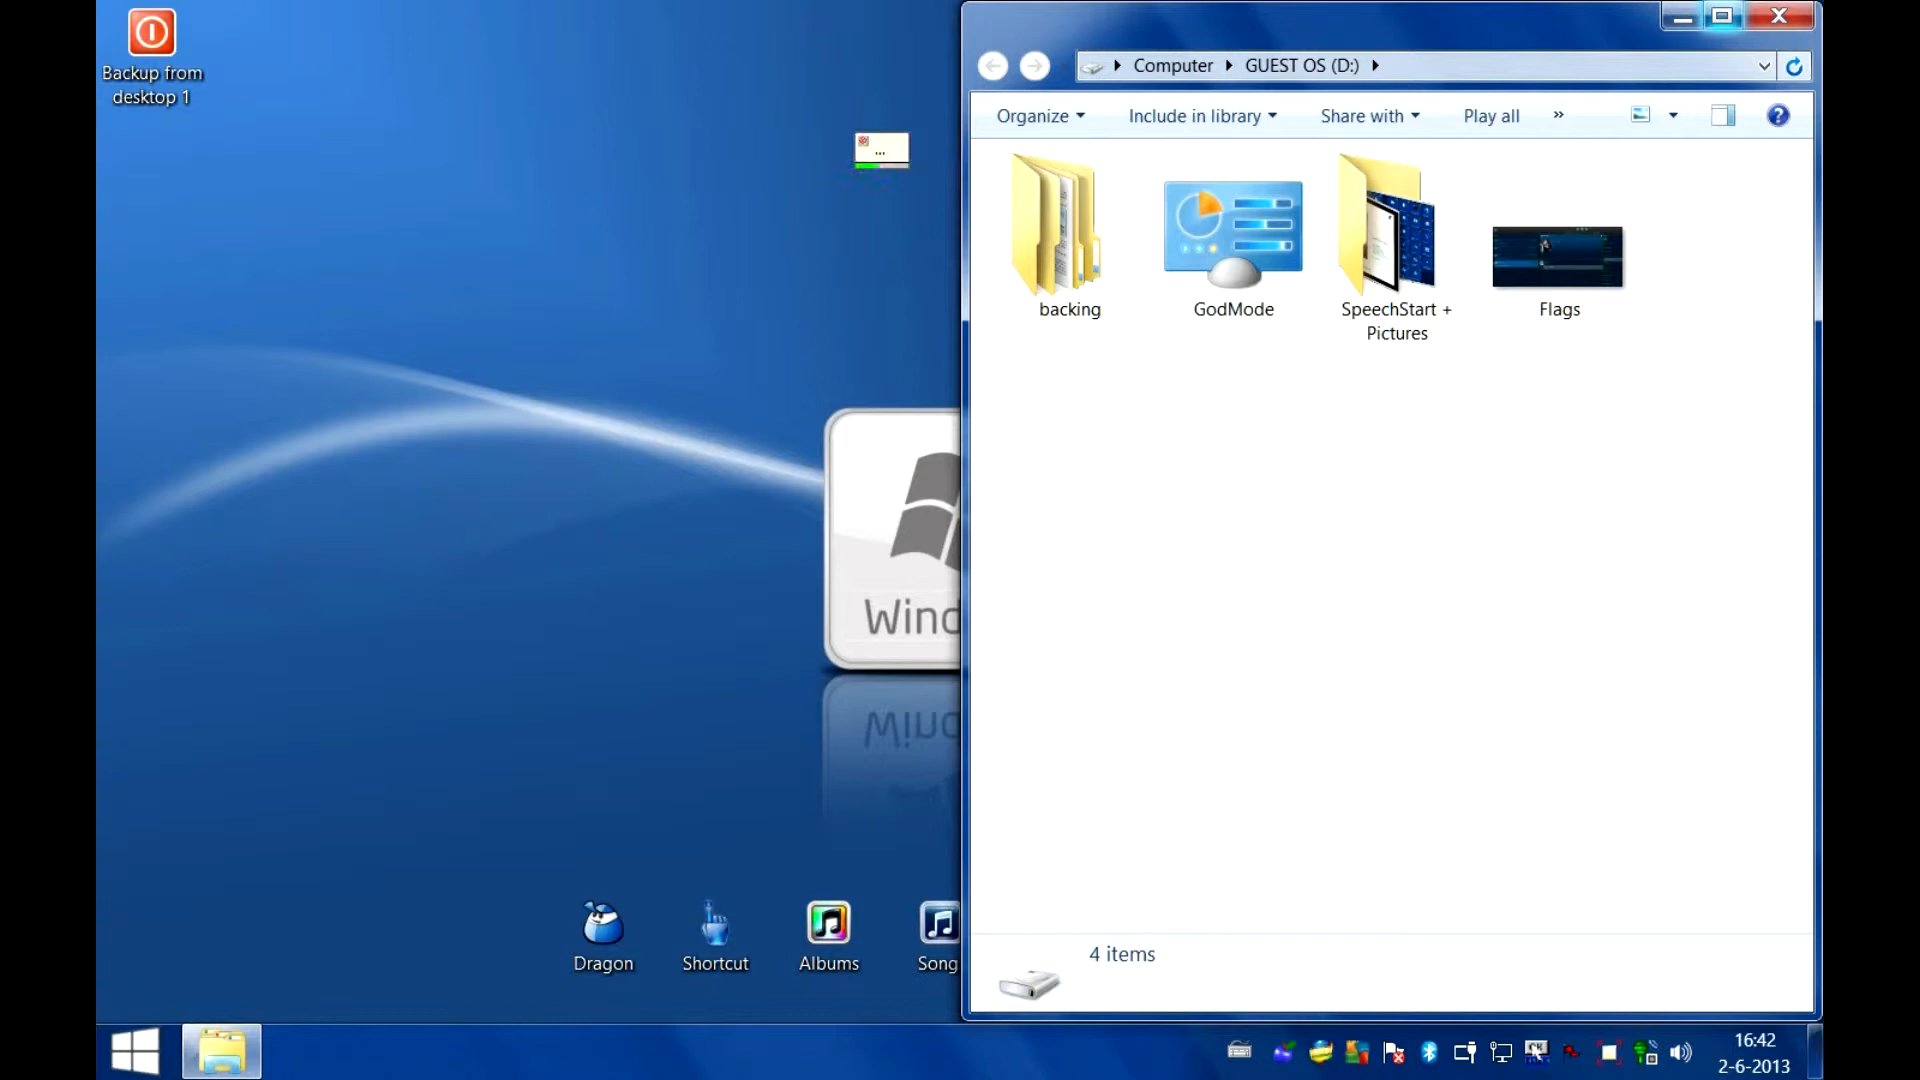 Backup from
desktop 1
...
Computer
GUEST OS (D:)
Organize
Include in library
Share with
Play all
»
backing
GodMode
SpeechStart +
Pictures
Flags
Wind
Dragon
Shortcut
Albums
Song
4 items
16:42
2-6-2013